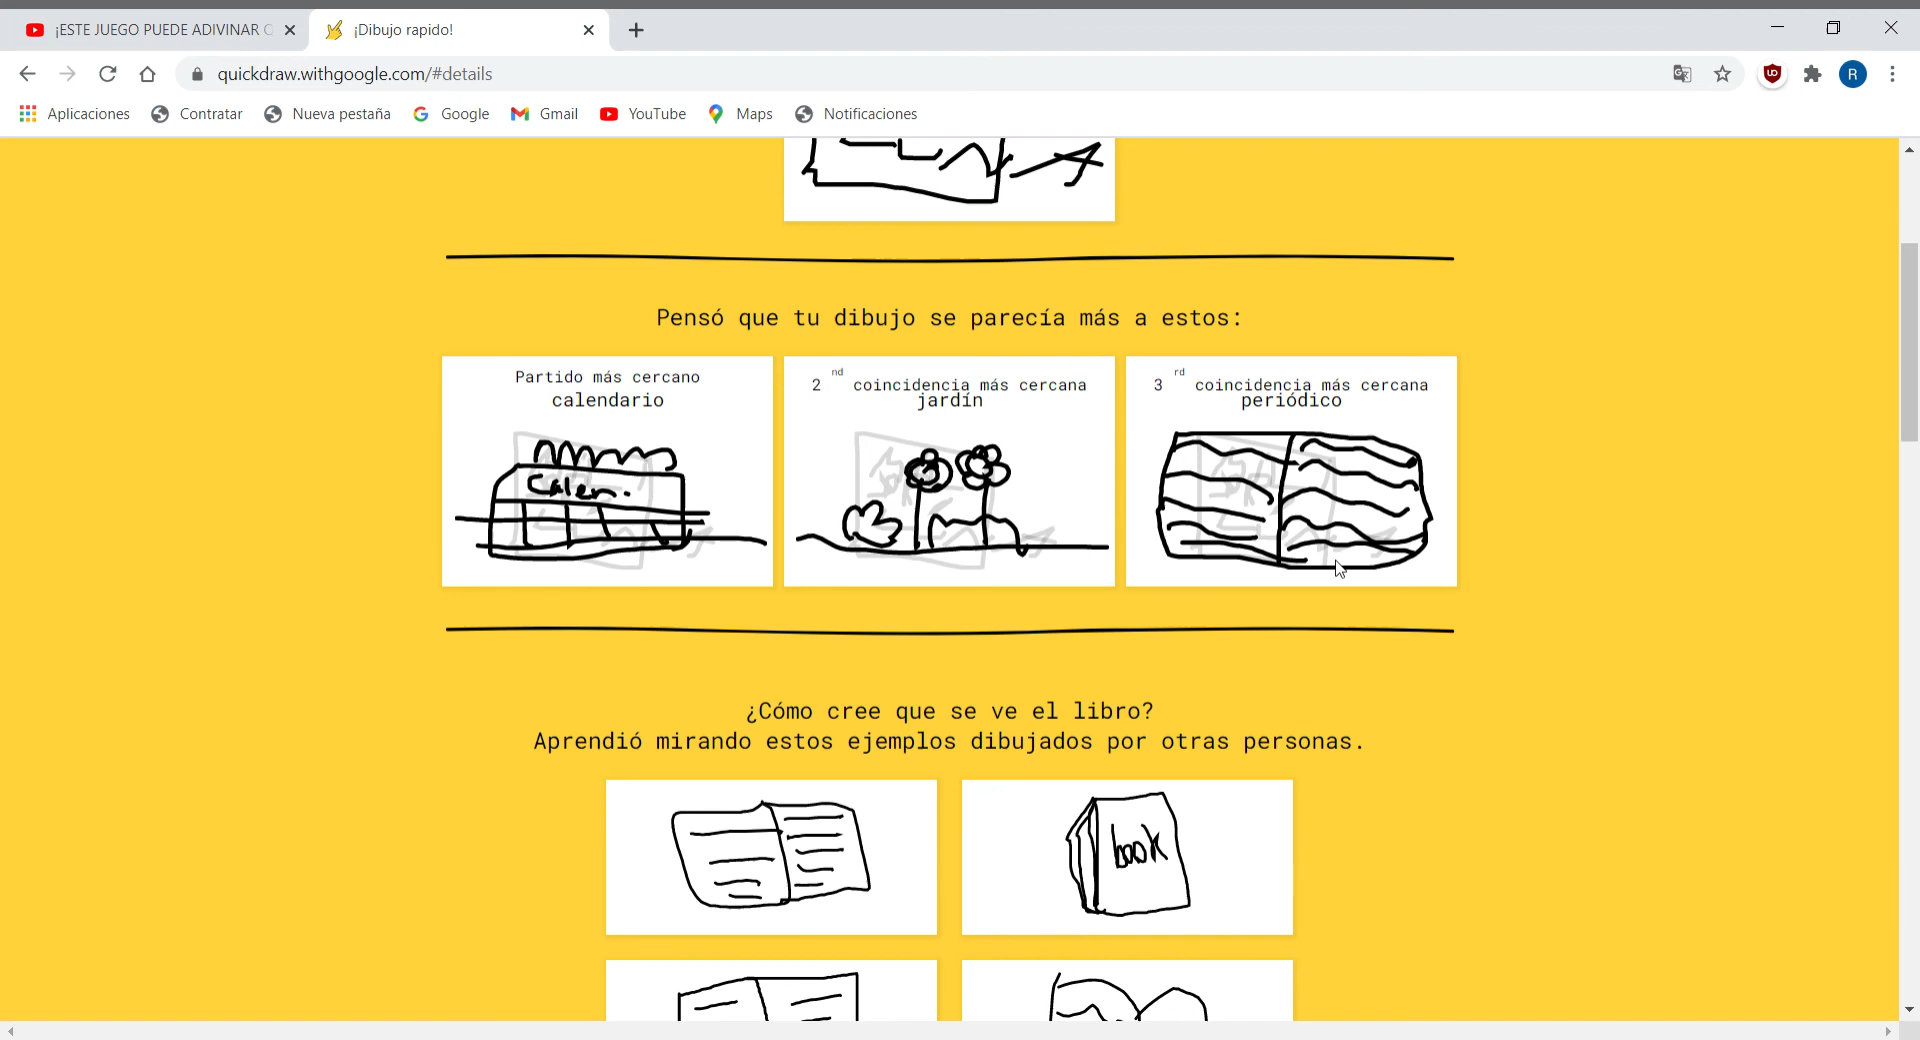 ¡ESTE JUEGO PUEDE ADIVINAR
¡Dibujo rapido!
quickdraw.withgoogle.com/#details
R
Aplicaciones
Contratar
Nueva pestaña
Google
Gmail
YouTube
Maps
Notificaciones
Pensó que tu dibujo se parecía más a estos:
Partido más cercano
calendario
Calen.
2 nd coincidencia más cercana
jardín
3 rd coincidencia más cercana
periódico
¿Cómo cree que se ve el libro?
Aprendió mirando estos ejemplos dibujados por otras personas.
book